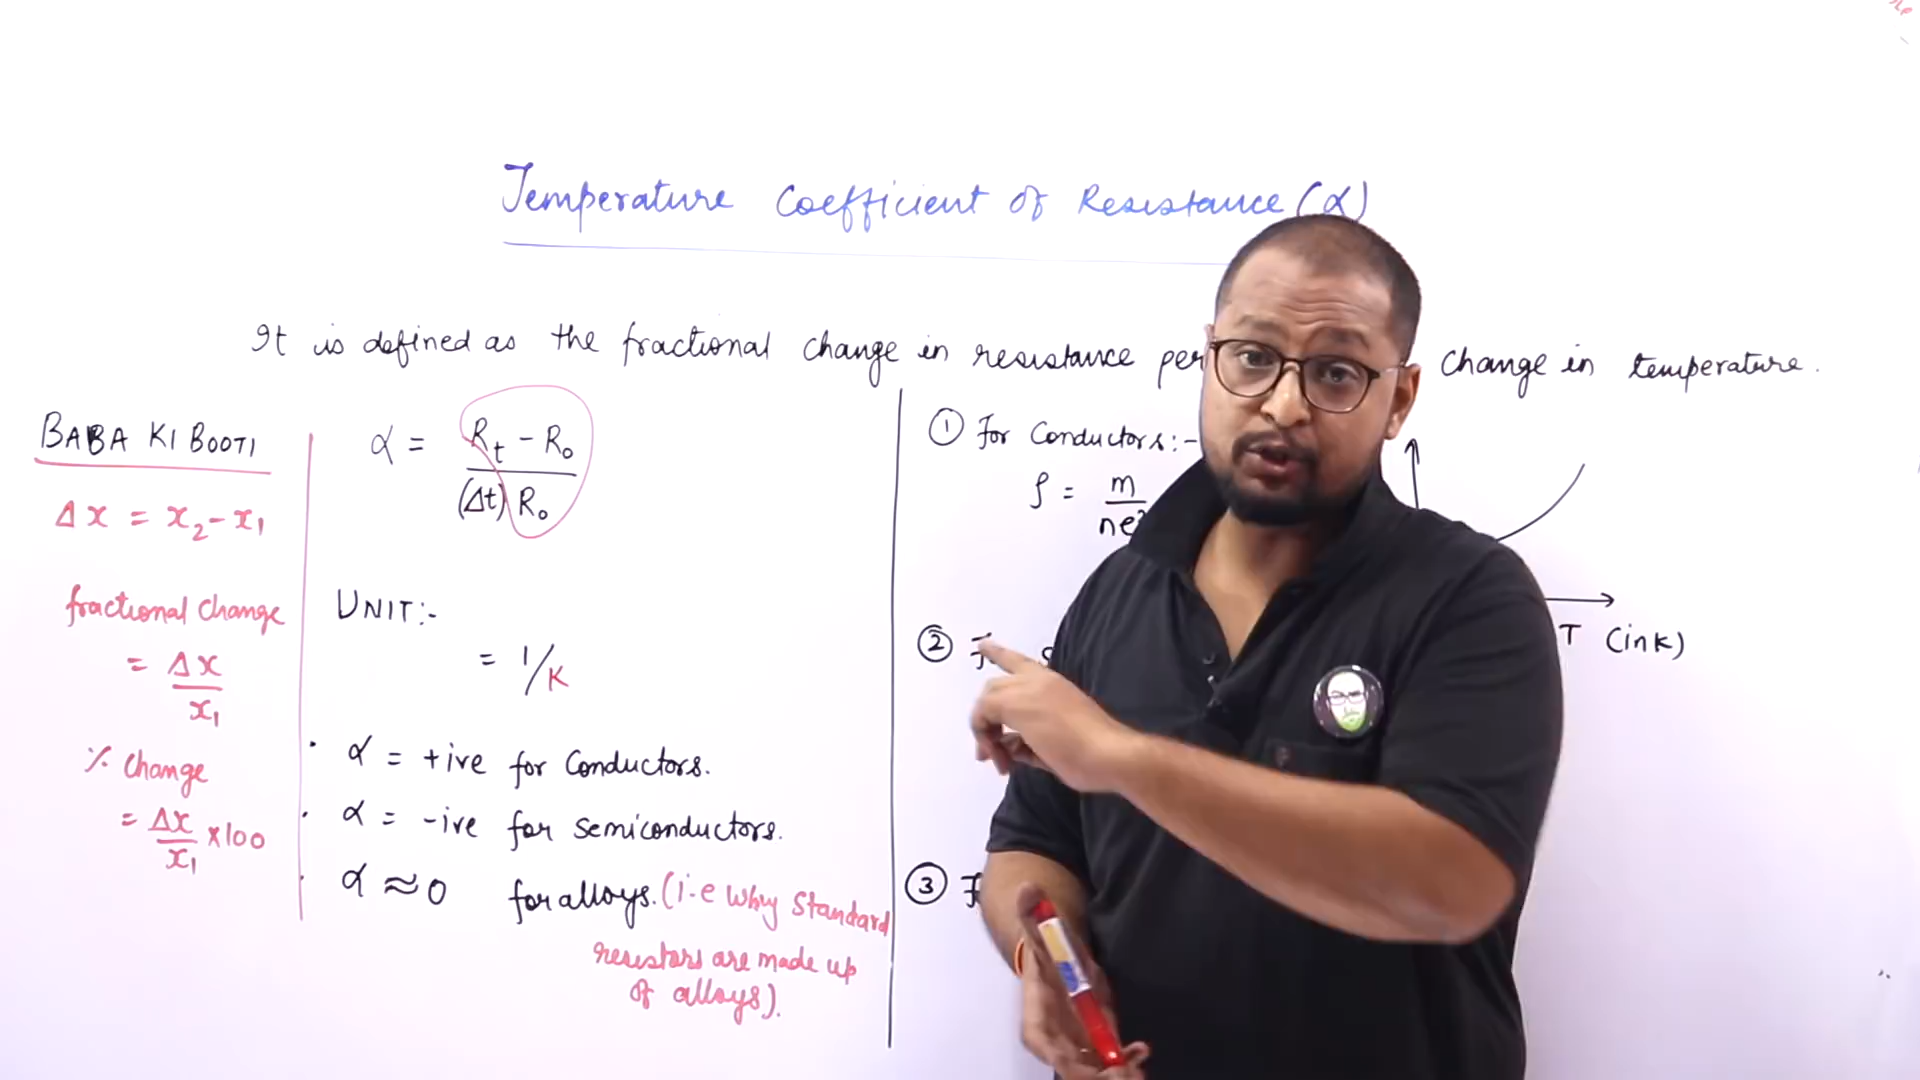 Temperature Coefficient of Resistance (α)
It is defined as the fractional change in resistance per change in temperature.
BABA KI BOOTI
Δx = x₂-x₁
fractional change
= Δx/x₁
% change
= Δx/x₁ ×100
α = (Rt - R₀)/((Δt) R₀)
UNIT:-
= 1/K
· α = +ive for Conductors.
· α = -ive for semiconductors.
· α ≈ 0 for alloys. (i.e why Standard
resistors are made up
of alloys).
① For Conductors:-
ρ = m/ne²
T (in K)
②
③